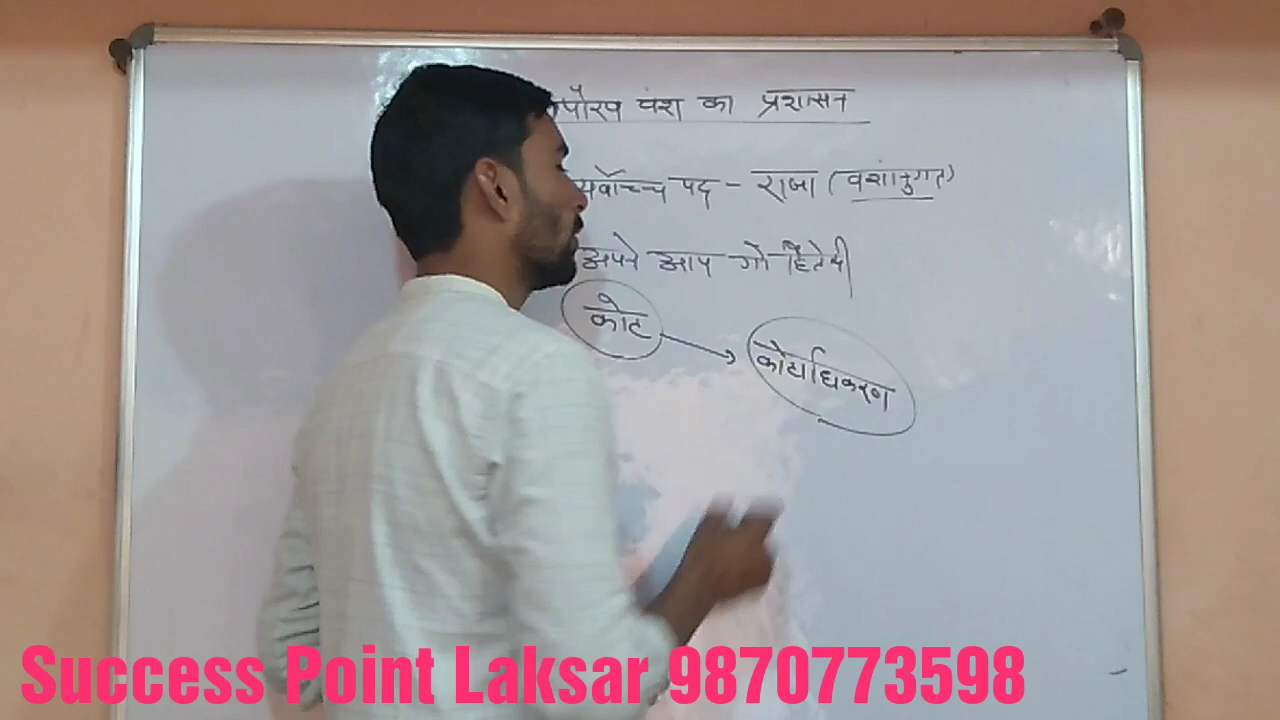 पौरव वंश का प्रशासन
सर्वोच्च पद - राजा (वंशानुगत)
अपने आप गो हितैषी
कोट → कोट्याधिकरण
Success Point Laksar 9870773598